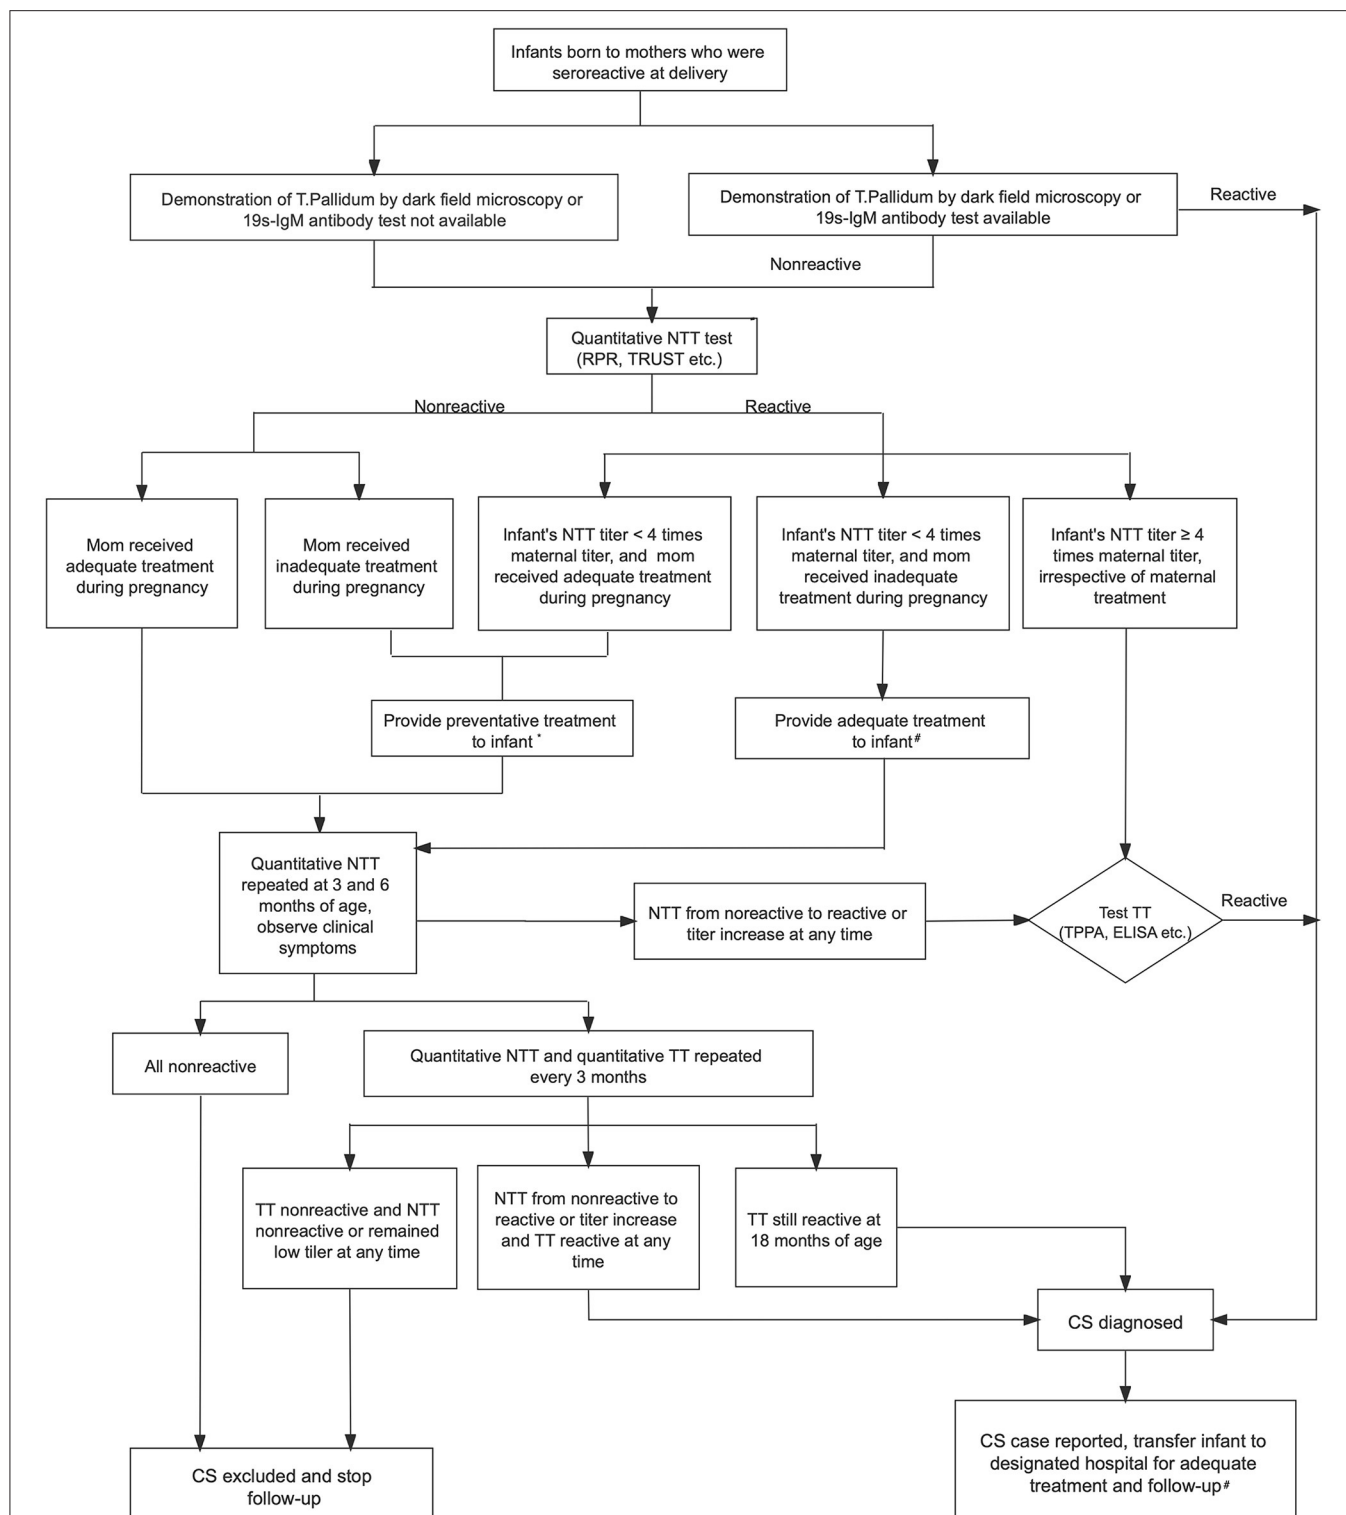 Infants born to mothers who were
seroreactive at delivery
Demonstration of T.Pallidum by dark field microscopy or
19s-IgM antibody test not available
Demonstration of T.Pallidum by dark field microscopy or
19s-IgM antibody test available
Reactive
Nonreactive
Quantitative NTT test
(RPR, TRUST etc.)
Nonreactive
Reactive
Mom received
adequate treatment
during pregnancy
Mom received
inadequate treatment
during pregnancy
Infant's NTT titer < 4 times
maternal titer, and mom
received adequate treatment
during pregnancy
Infant's NTT titer < 4 times
maternal titer, and mom
received inadequate
treatment during pregnancy
Infant's NTT titer ≥ 4
times maternal titer,
irrespective of maternal
treatment
Provide preventative treatment
to infant *
Provide adequate treatment
to infant#
Quantitative NTT
repeated at 3 and 6
months of age,
observe clinical
symptoms
NTT from noreactive to reactive or
titer increase at any time
Test TT
(TPPA, ELISA etc.)
Reactive
All nonreactive
Quantitative NTT and quantitative TT repeated
every 3 months
TT nonreactive and NTT
nonreactive or remained
low tiler at any time
NTT from nonreactive to
reactive or titer increase
and TT reactive at any
time
TT still reactive at
18 months of age
CS diagnosed
CS excluded and stop
follow-up
CS case reported, transfer infant to
designated hospital for adequate
treatment and follow-up#